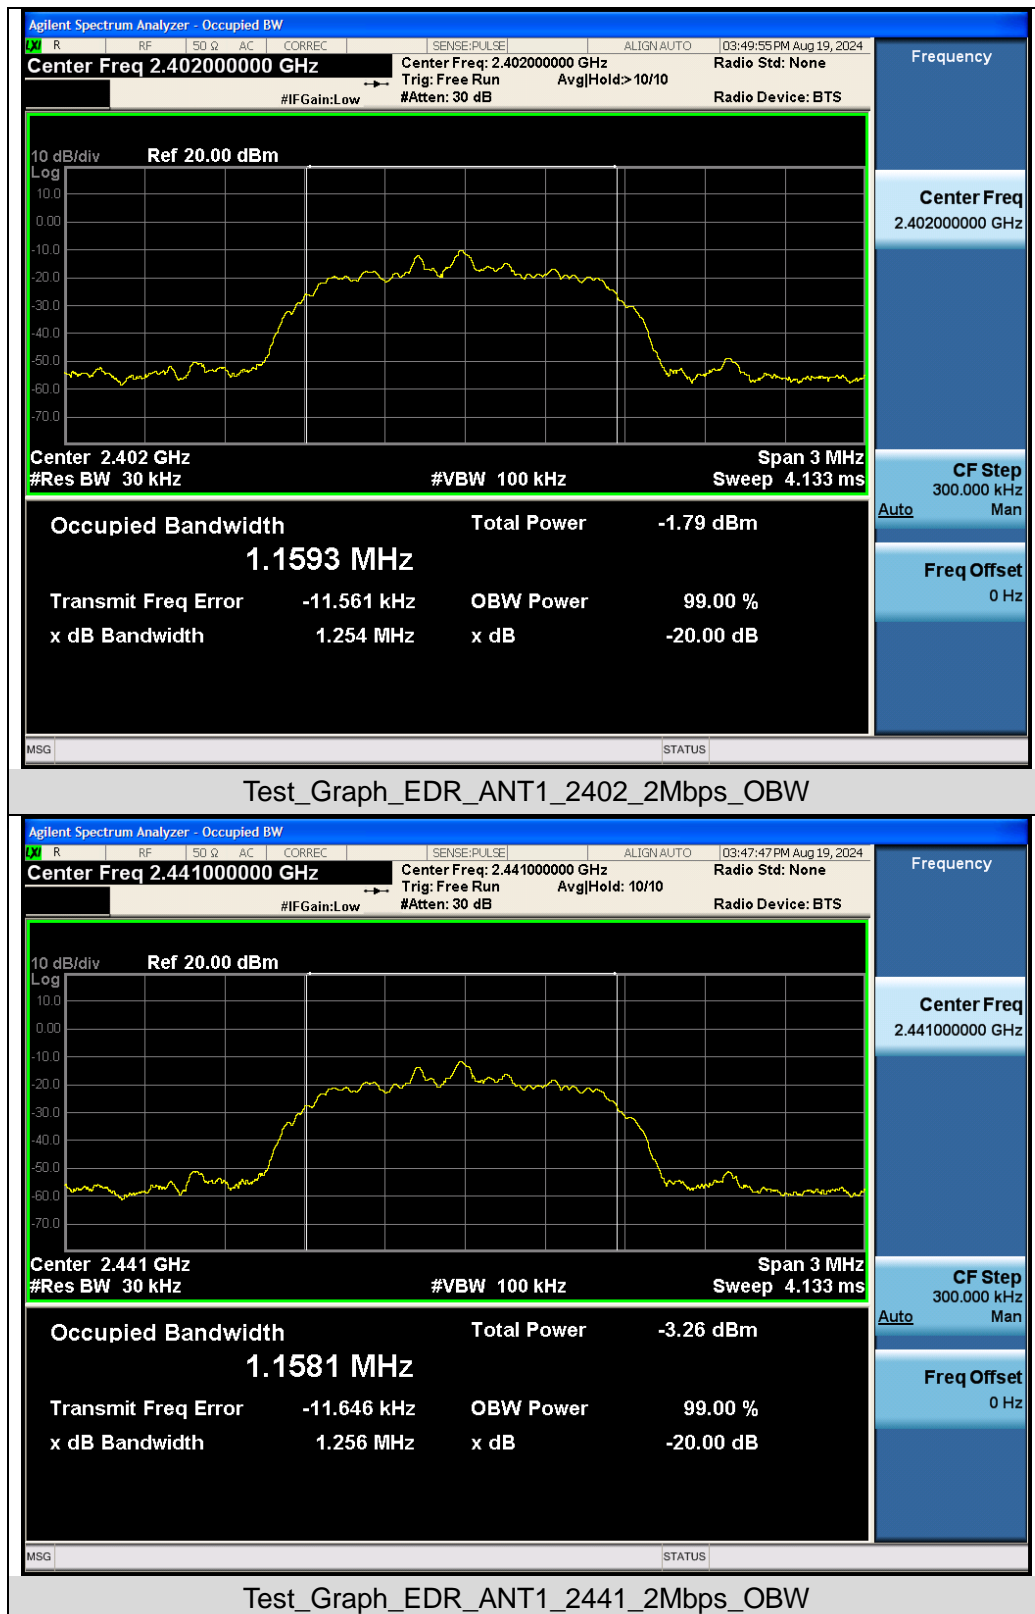 Agilent Spectrum Analyzer - Occupied BW
LXI R RF 50 Ω AC CORREC SENSE:PULSE ALIGN AUTO 03:49:55 PM Aug 19, 2024
Center Freq 2.402000000 GHz Center Freq: 2.402000000 GHz Radio Std: None
Trig: Free Run Avg|Hold:> 10/10
#IFGain:Low #Atten: 30 dB Radio Device: BTS
Frequency
10 dB/div Ref 20.00 dBm
Log
10.0
0.00
-10.0
-20.0
-30.0
-40.0
-50.0
-60.0
-70.0
Center 2.402 GHz Span 3 MHz
#Res BW 30 kHz #VBW 100 kHz Sweep 4.133 ms
Center Freq
2.402000000 GHz
CF Step
300.000 kHz
Auto Man
Freq Offset
0 Hz
Occupied Bandwidth Total Power -1.79 dBm
1.1593 MHz
Transmit Freq Error -11.561 kHz OBW Power 99.00 %
x dB Bandwidth 1.254 MHz x dB -20.00 dB
MSG STATUS
Test_Graph_EDR_ANT1_2402_2Mbps_OBW
Agilent Spectrum Analyzer - Occupied BW
LXI R RF 50 Ω AC CORREC SENSE:PULSE ALIGN AUTO 03:47:47 PM Aug 19, 2024
Center Freq 2.441000000 GHz Center Freq: 2.441000000 GHz Radio Std: None
Trig: Free Run Avg|Hold: 10/10
#IFGain:Low #Atten: 30 dB Radio Device: BTS
Frequency
10 dB/div Ref 20.00 dBm
Log
10.0
0.00
-10.0
-20.0
-30.0
-40.0
-50.0
-60.0
-70.0
Center 2.441 GHz Span 3 MHz
#Res BW 30 kHz #VBW 100 kHz Sweep 4.133 ms
Center Freq
2.441000000 GHz
CF Step
300.000 kHz
Auto Man
Freq Offset
0 Hz
Occupied Bandwidth Total Power -3.26 dBm
1.1581 MHz
Transmit Freq Error -11.646 kHz OBW Power 99.00 %
x dB Bandwidth 1.256 MHz x dB -20.00 dB
MSG STATUS
Test_Graph_EDR_ANT1_2441_2Mbps_OBW